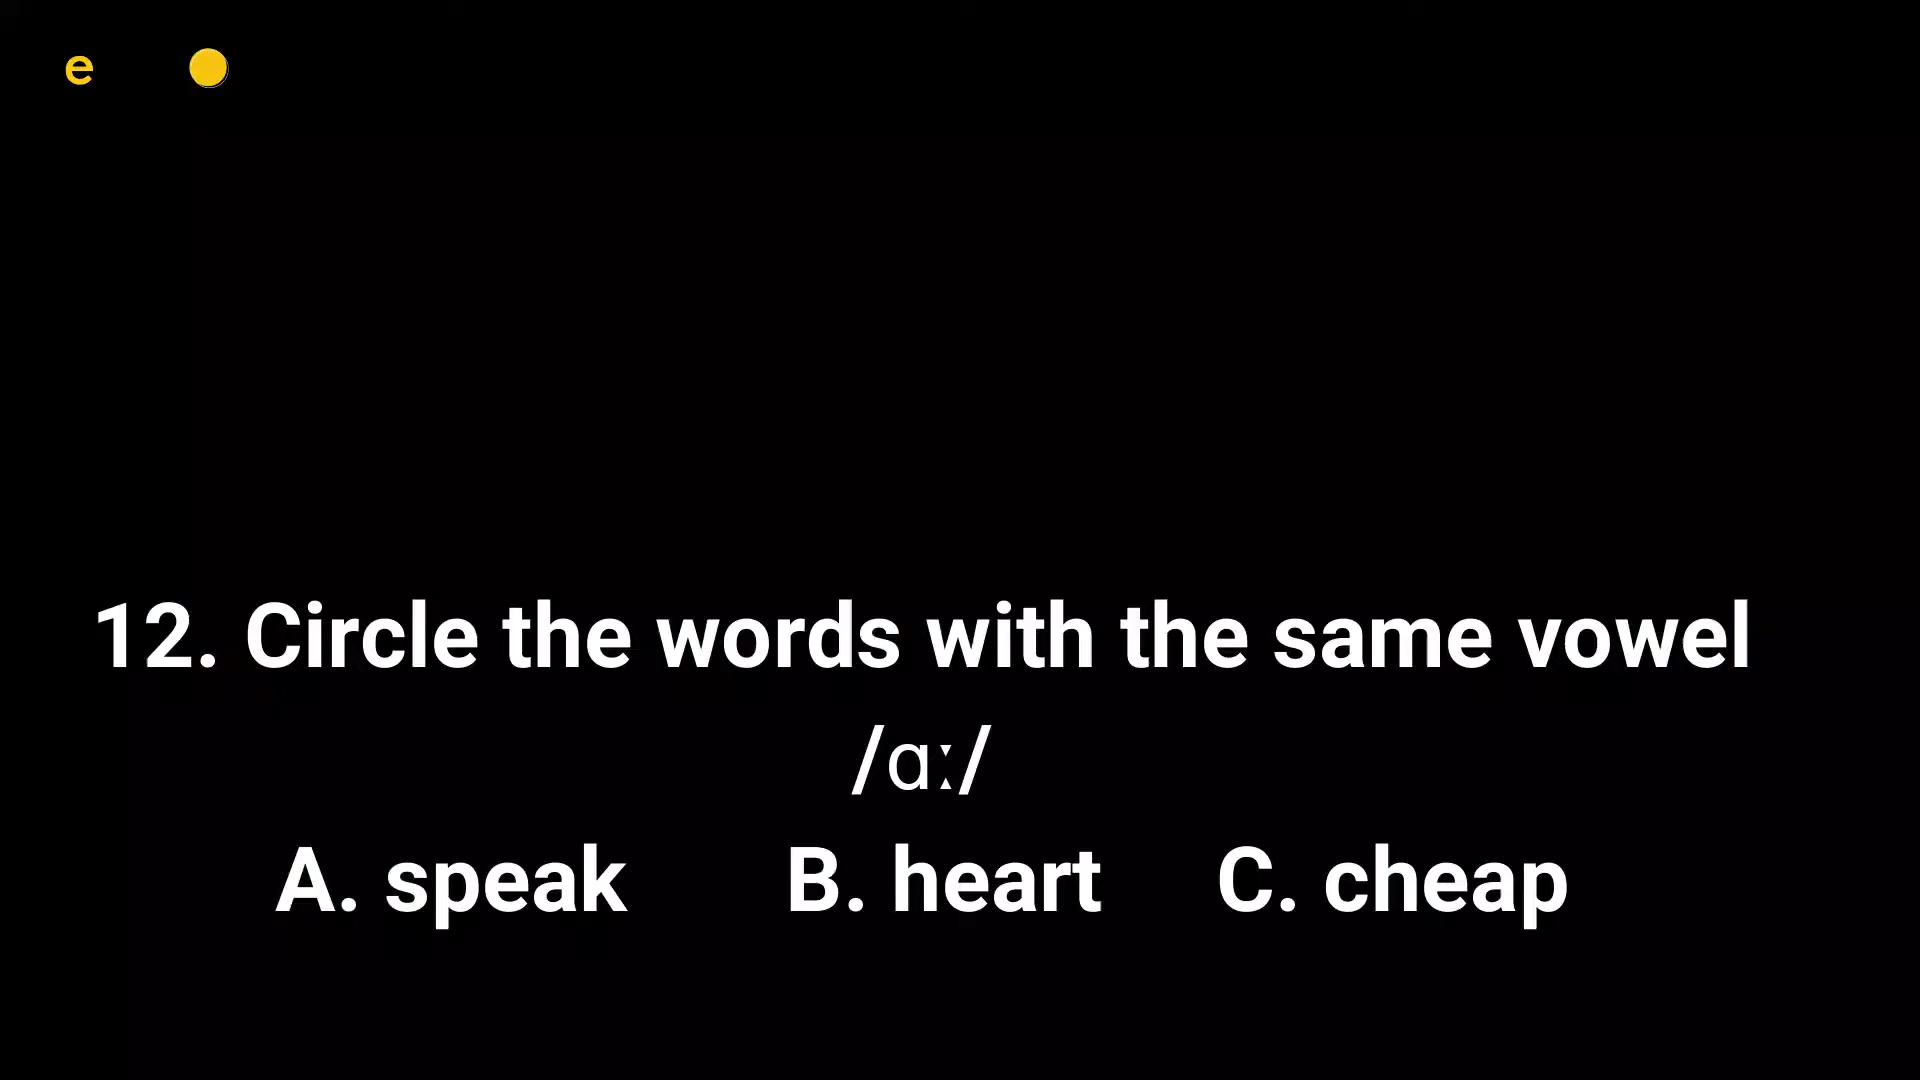 e
12. Circle the words with the same vowel
/ɑː/
A. speak B. heart C. cheap